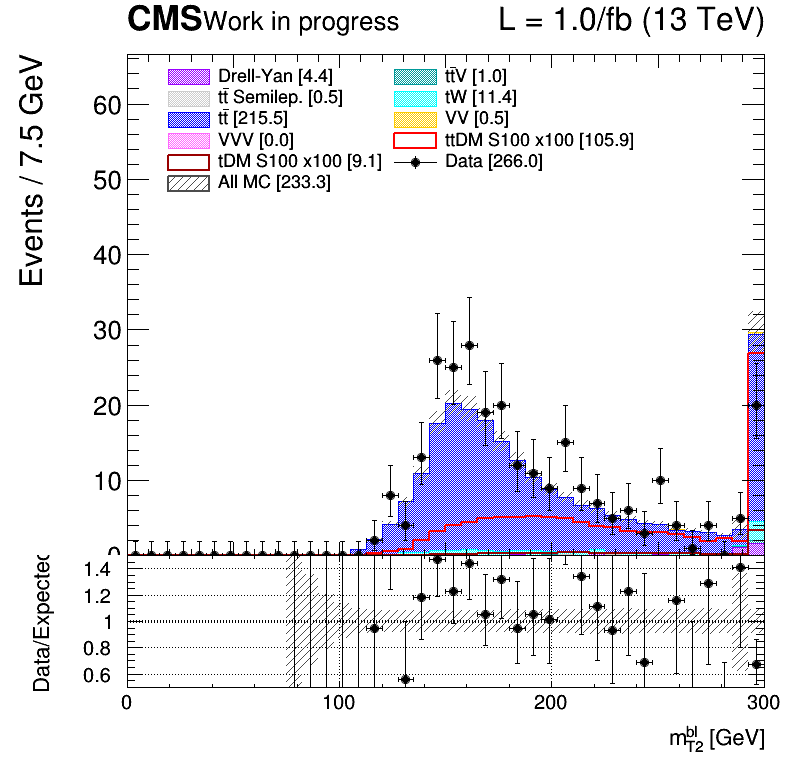 CMS Work in progress L = 1.0/fb (13 TeV)
Events / 7.5 GeV
Drell-Yan [4.4] tt̄V [1.0]
tt̄ Semilep. [0.5] tW [11.4]
tt̄ [215.5] VV [0.5]
VVV [0.0] ttDM S100 x100 [105.9]
tDM S100 x100 [9.1] Data [266.0]
All MC [233.3]
60
50
40
30
20
10
0
Data/Expected
1.4
1.2
1
0.8
0.6
0 100 200 300
m_{T2}^{bl} [GeV]